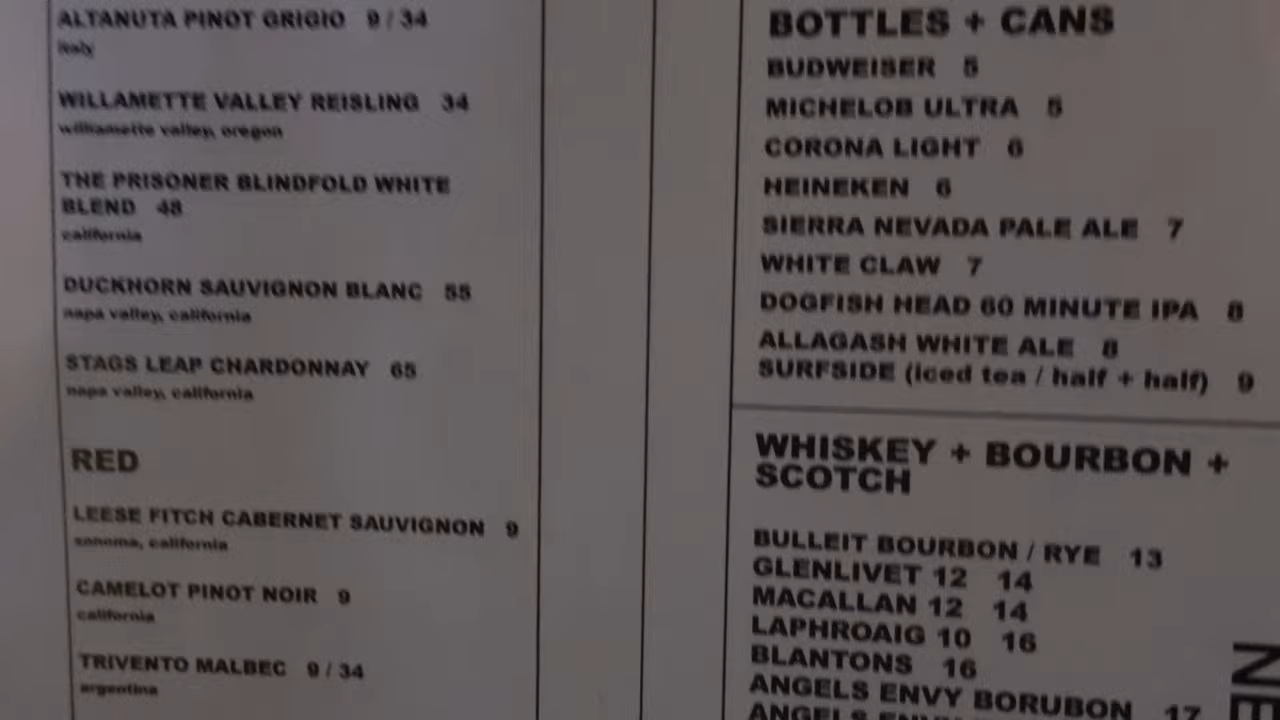 ALTANUTA PINOT GRIGIO 9 / 34
italy
WILLAMETTE VALLEY REISLING 34
willamette valley, oregon
THE PRISONER BLINDFOLD WHITE
BLEND 48
california
DUCKHORN SAUVIGNON BLANC 55
napa valley, california
STAGS LEAP CHARDONNAY 65
napa valley, california
RED
LEESE FITCH CABERNET SAUVIGNON 9
sonoma, california
CAMELOT PINOT NOIR 9
california
TRIVENTO MALBEC 9 / 34
argentina
BOTTLES + CANS
BUDWEISER 5
MICHELOB ULTRA 5
CORONA LIGHT 6
HEINEKEN 6
SIERRA NEVADA PALE ALE 7
WHITE CLAW 7
DOGFISH HEAD 60 MINUTE IPA 8
ALLAGASH WHITE ALE 8
SURFSIDE (iced tea / half + half) 9
WHISKEY + BOURBON +
SCOTCH
BULLEIT BOURBON / RYE 13
GLENLIVET 12 14
MACALLAN 12 14
LAPHROAIG 10 16
BLANTONS 16
ANGELS ENVY BORUBON 17
ANGELS ENVY
NE